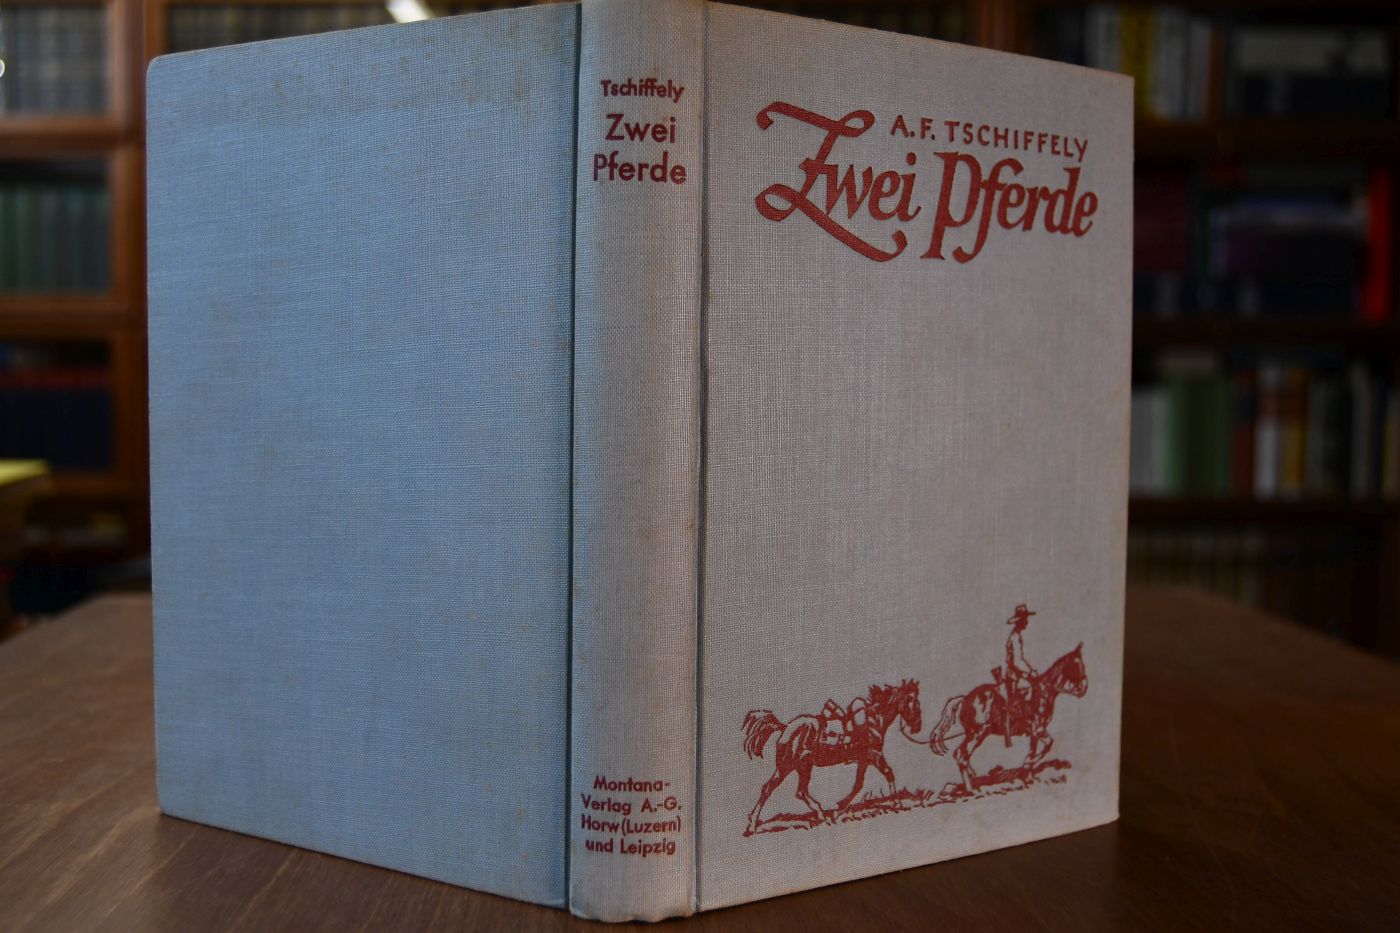 Tschiffely
Zwei
Pferde
Montana-
Verlag A.-G.
Horw (Luzern)
und Leipzig
A.F. TSCHIFFELY
Zwei Pferde